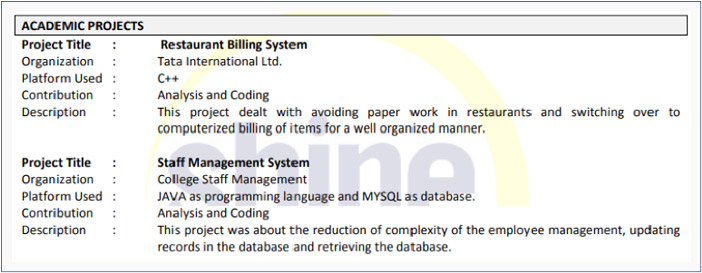 ACADEMIC PROJECTS
Project Title : Restaurant Billing System
Organization : Tata International Ltd.
Platform Used : C++
Contribution : Analysis and Coding
Description : This project dealt with avoiding paper work in restaurants and switching over to
computerized billing of items for a well organized manner.
Project Title : Staff Management System
Organization : College Staff Management
Platform Used : JAVA as programming language and MYSQL as database.
Contribution : Analysis and Coding
Description : This project was about the reduction of complexity of the employee management, updating
records in the database and retrieving the database.
shine